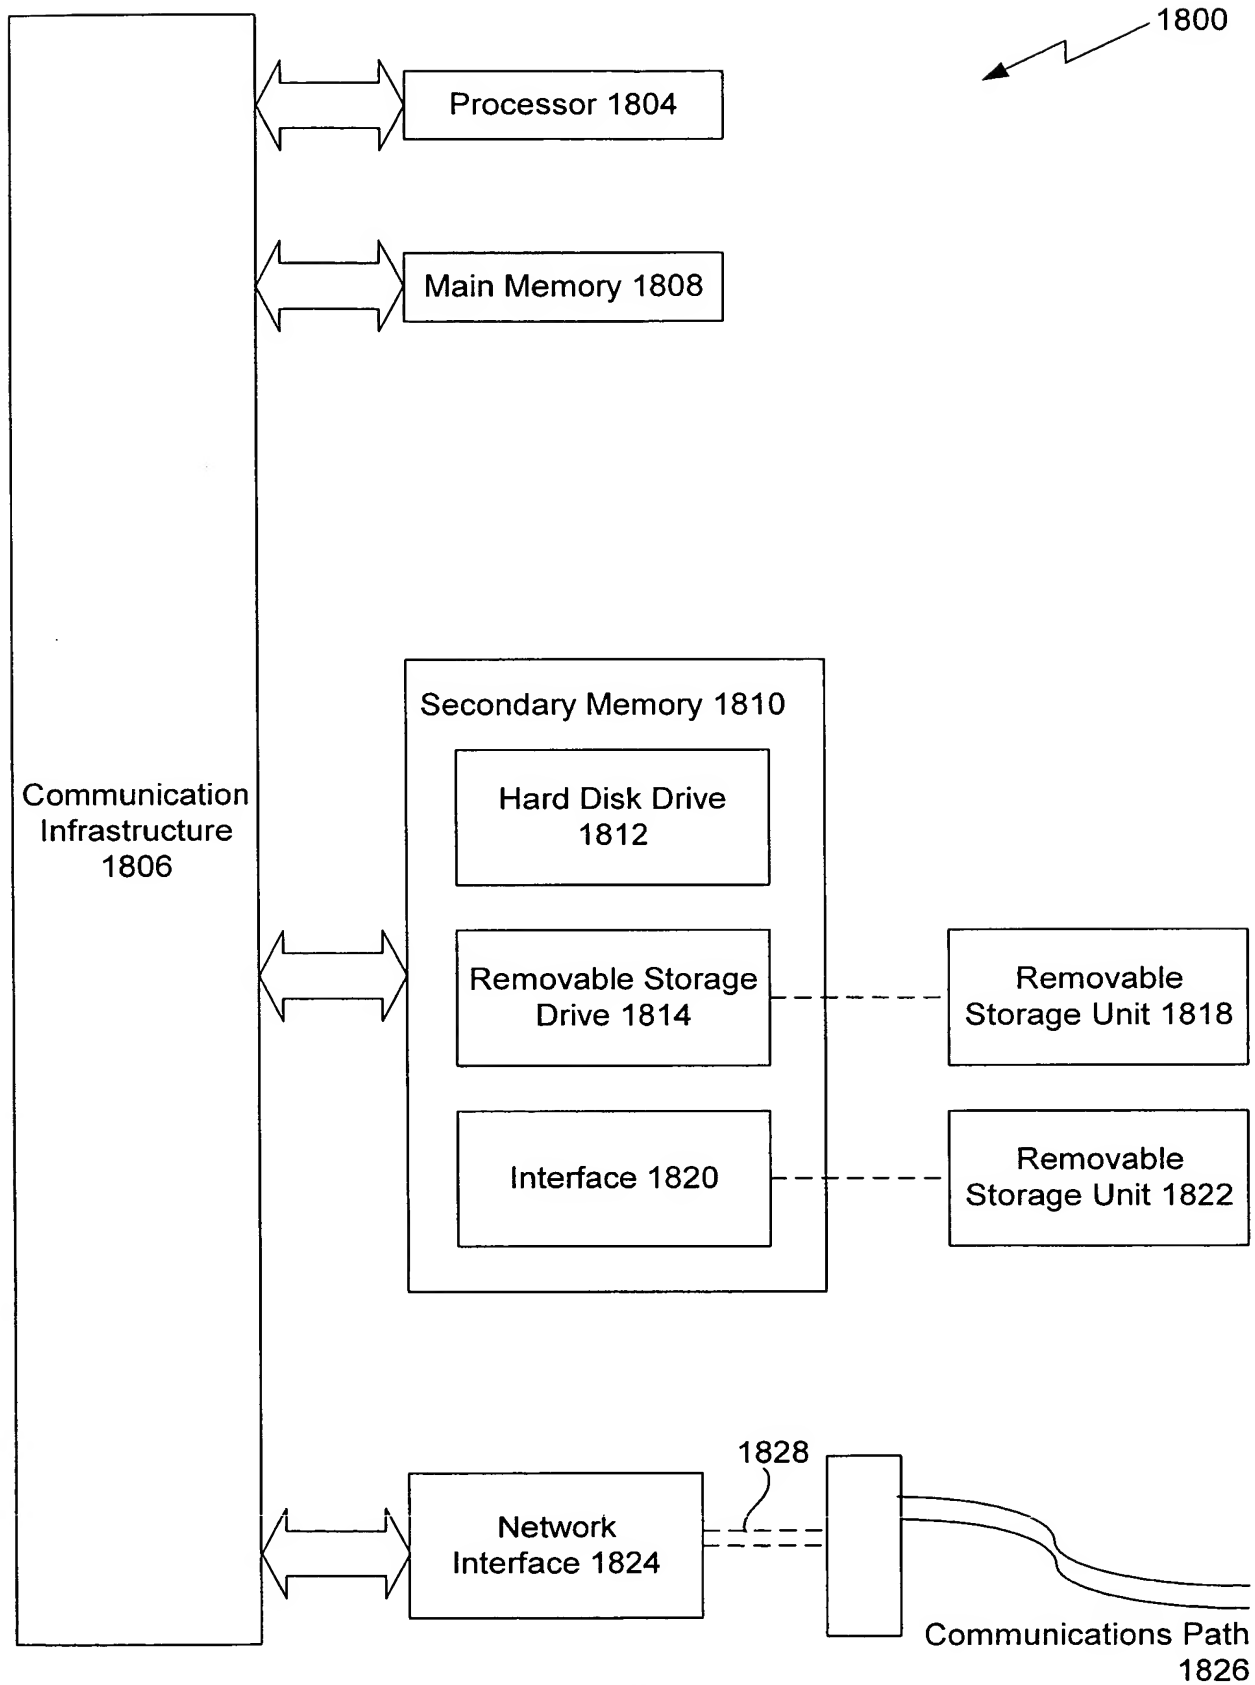 1800
Processor 1804
Main Memory 1808
Secondary Memory 1810
Hard Disk Drive
1812
Communication
Infrastructure
1806
Removable Storage
Drive 1814
Removable
Storage Unit 1818
Interface 1820
Removable
Storage Unit 1822
1828
Network
Interface 1824
Communications Path
1826